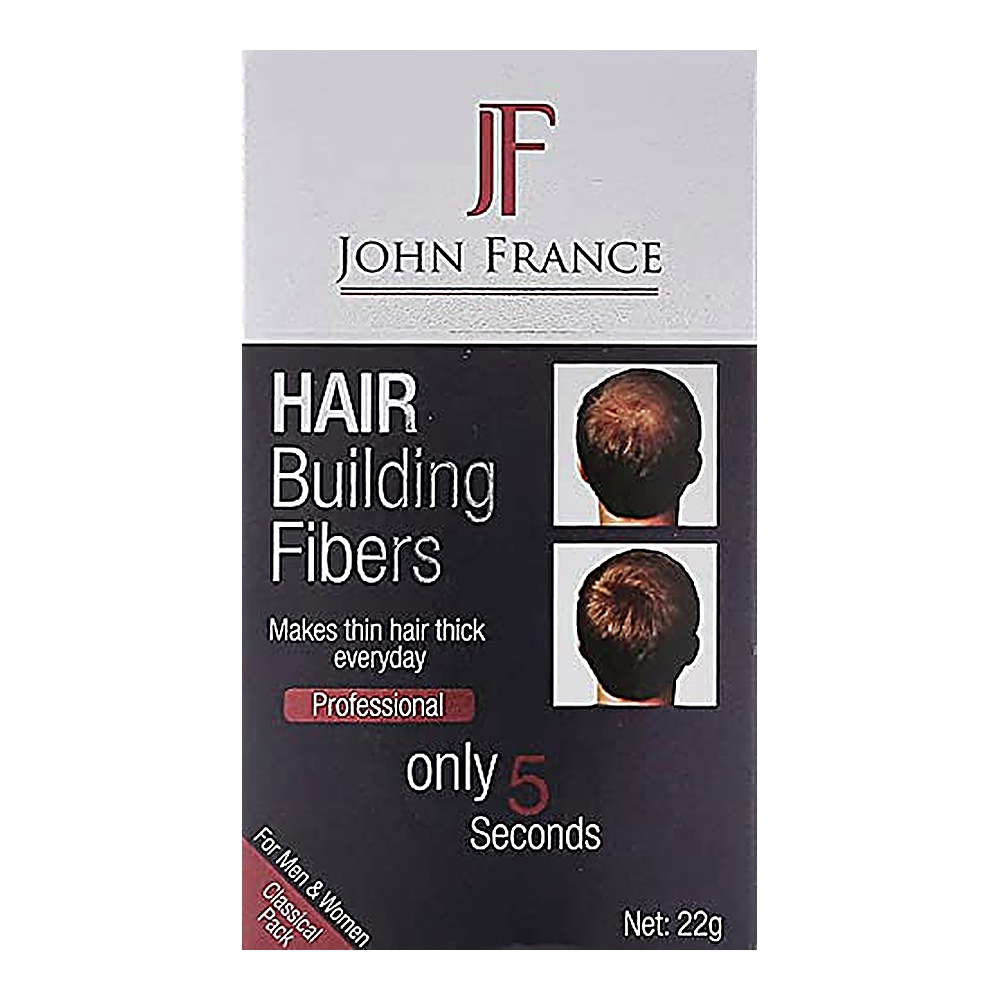 JF
JOHN FRANCE
HAIR
Building
Fibers
Makes thin hair thick
everyday
Professional
only 5
Seconds
For Men & Women
Classical
Pack
Net: 22g